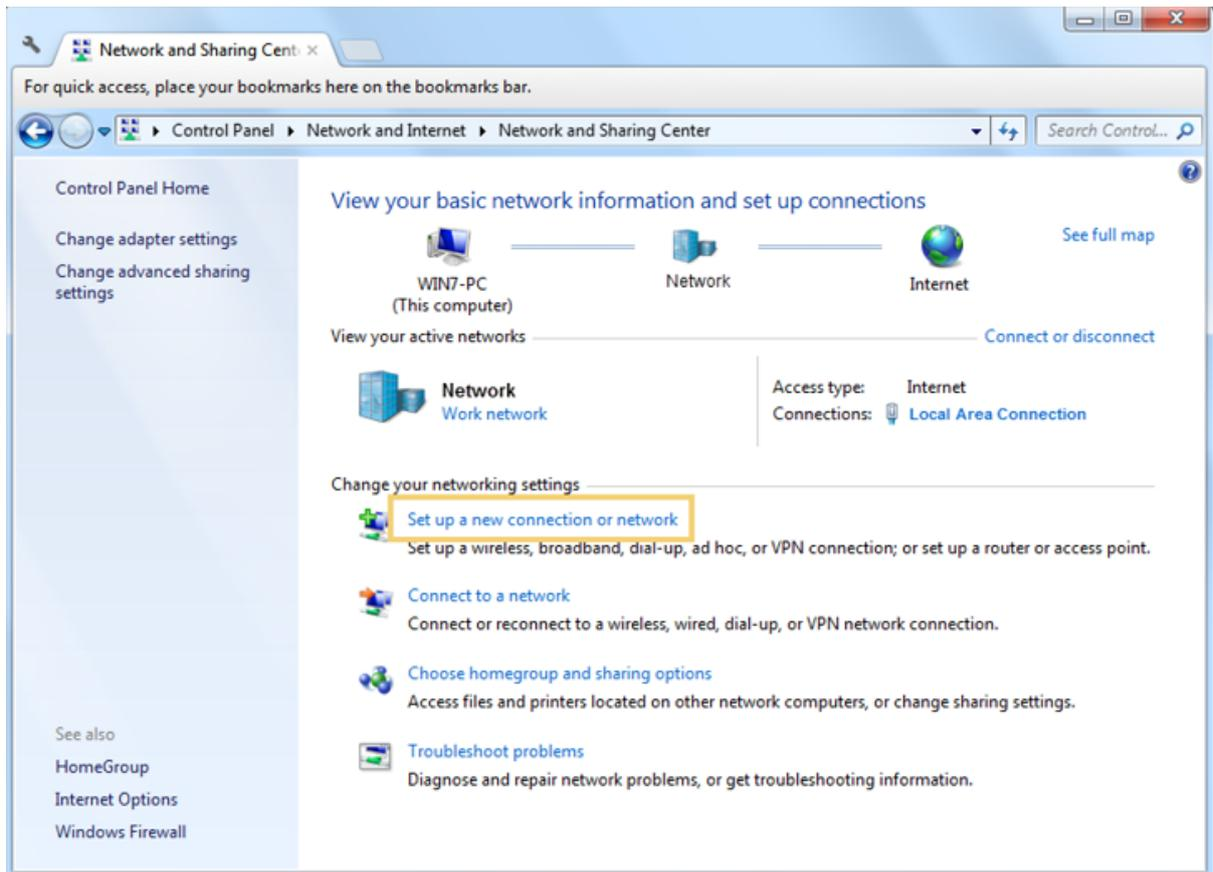 Network and Sharing Cent
For quick access, place your bookmarks here on the bookmarks bar.
Control Panel Network and Internet Network and Sharing Center
Search Control...
Control Panel Home
Change adapter settings
Change advanced sharing
settings
View your basic network information and set up connections
See full map
WIN7-PC
(This computer)
Network
Internet
View your active networks
Connect or disconnect
Network
Work network
Access type: Internet
Connections: Local Area Connection
Change your networking settings
Set up a new connection or network
Set up a wireless, broadband, dial-up, ad hoc, or VPN connection; or set up a router or access point.
Connect to a network
Connect or reconnect to a wireless, wired, dial-up, or VPN network connection.
Choose homegroup and sharing options
Access files and printers located on other network computers, or change sharing settings.
Troubleshoot problems
Diagnose and repair network problems, or get troubleshooting information.
See also
HomeGroup
Internet Options
Windows Firewall